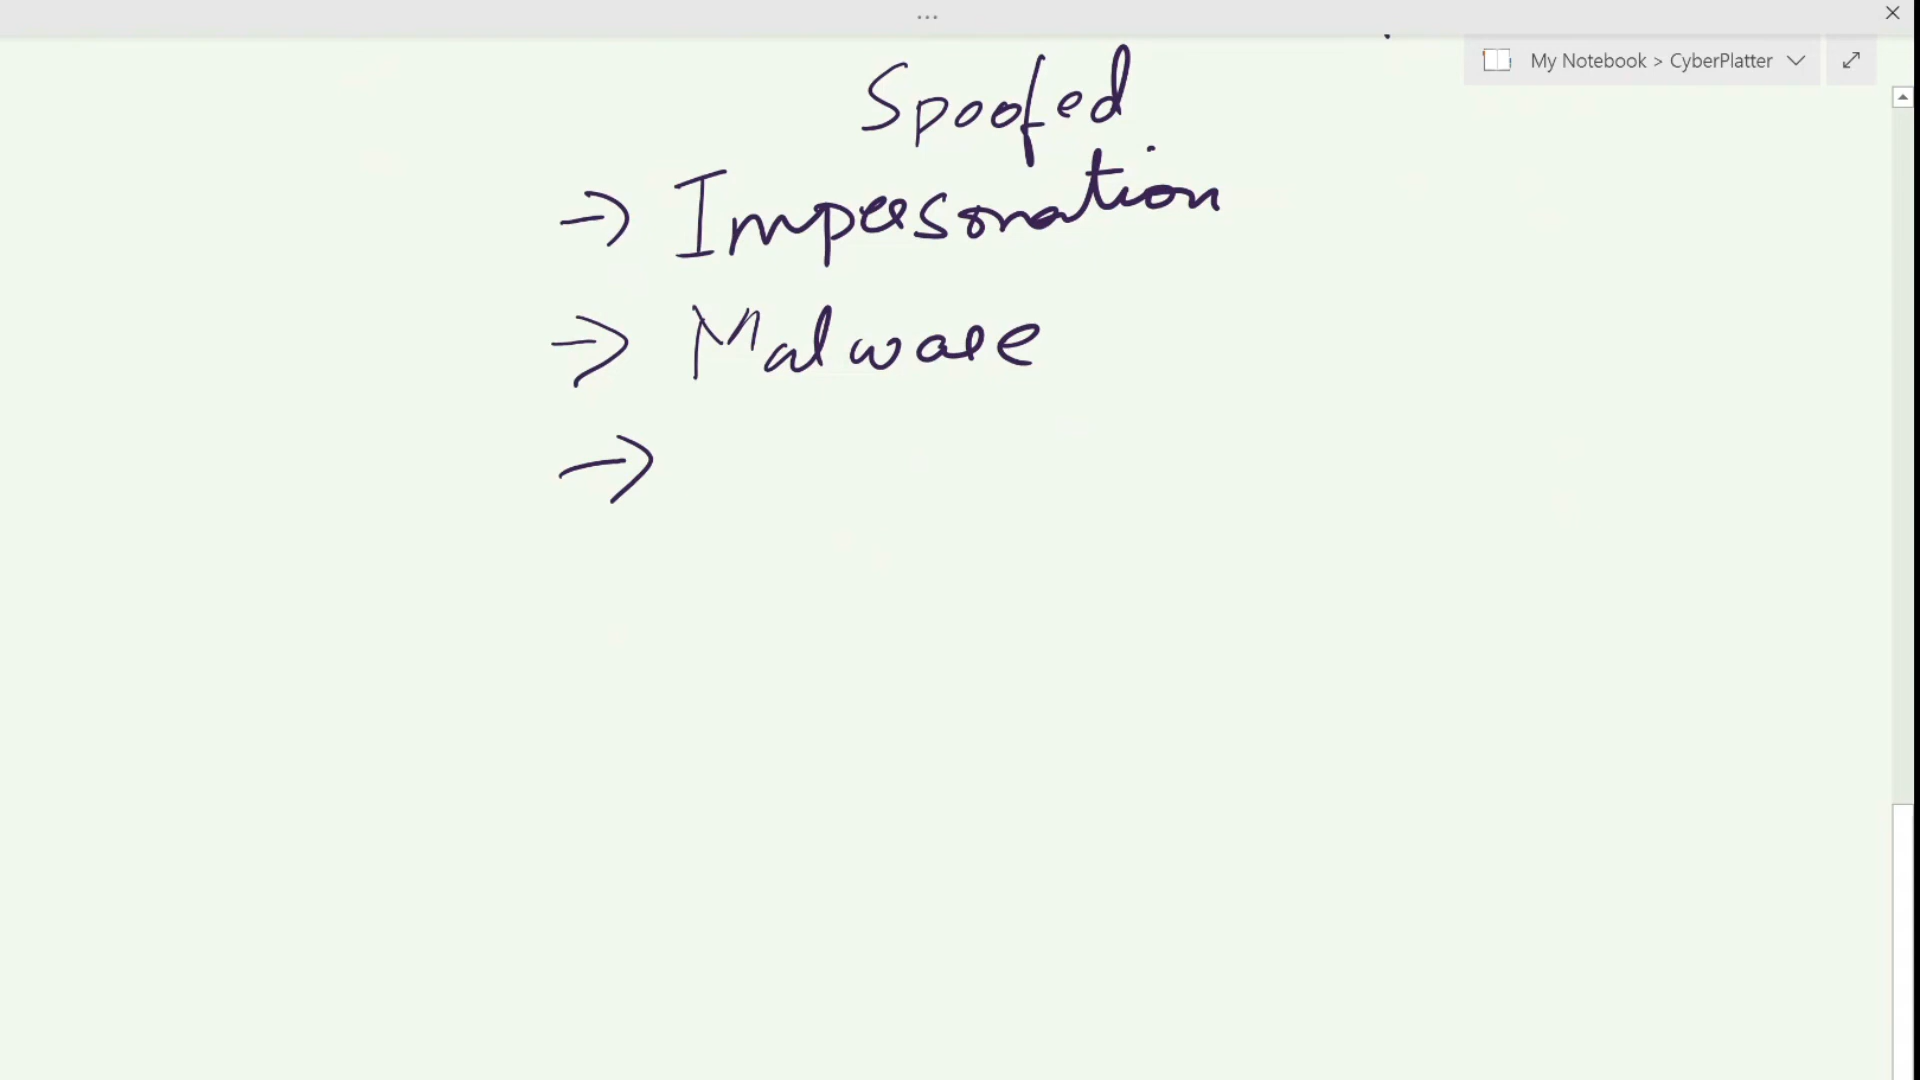 ...
My Notebook > CyberPlatter
Spoofed
→ Impersonation
→ Malware
→